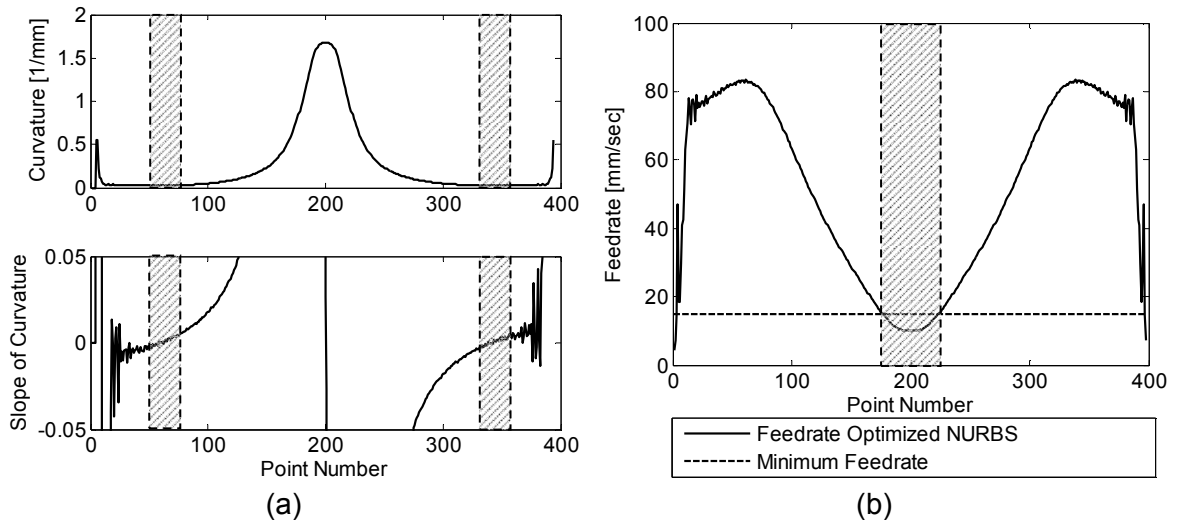 Curvature [1/mm]
2
1.5
1
0.5
0
0 100 200 300 400
Slope of Curvature
0.05
0
-0.05
0 100 200 300 400
Point Number
(a)
Feedrate [mm/sec]
100
80
60
40
20
0
0 100 200 300 400
Point Number
Feedrate Optimized NURBS
Minimum Feedrate
(b)